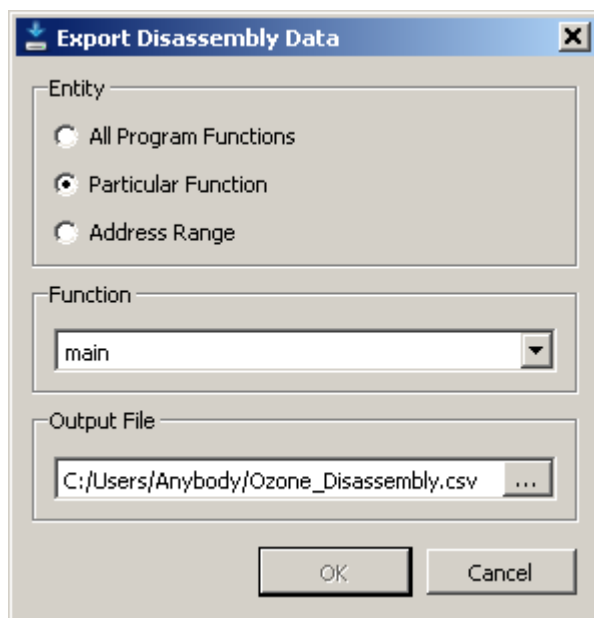 Export Disassembly Data
Entity
All Program Functions
Particular Function
Address Range
Function
main
Output File
C:/Users/Anybody/Ozone_Disassembly.csv ...
OK Cancel